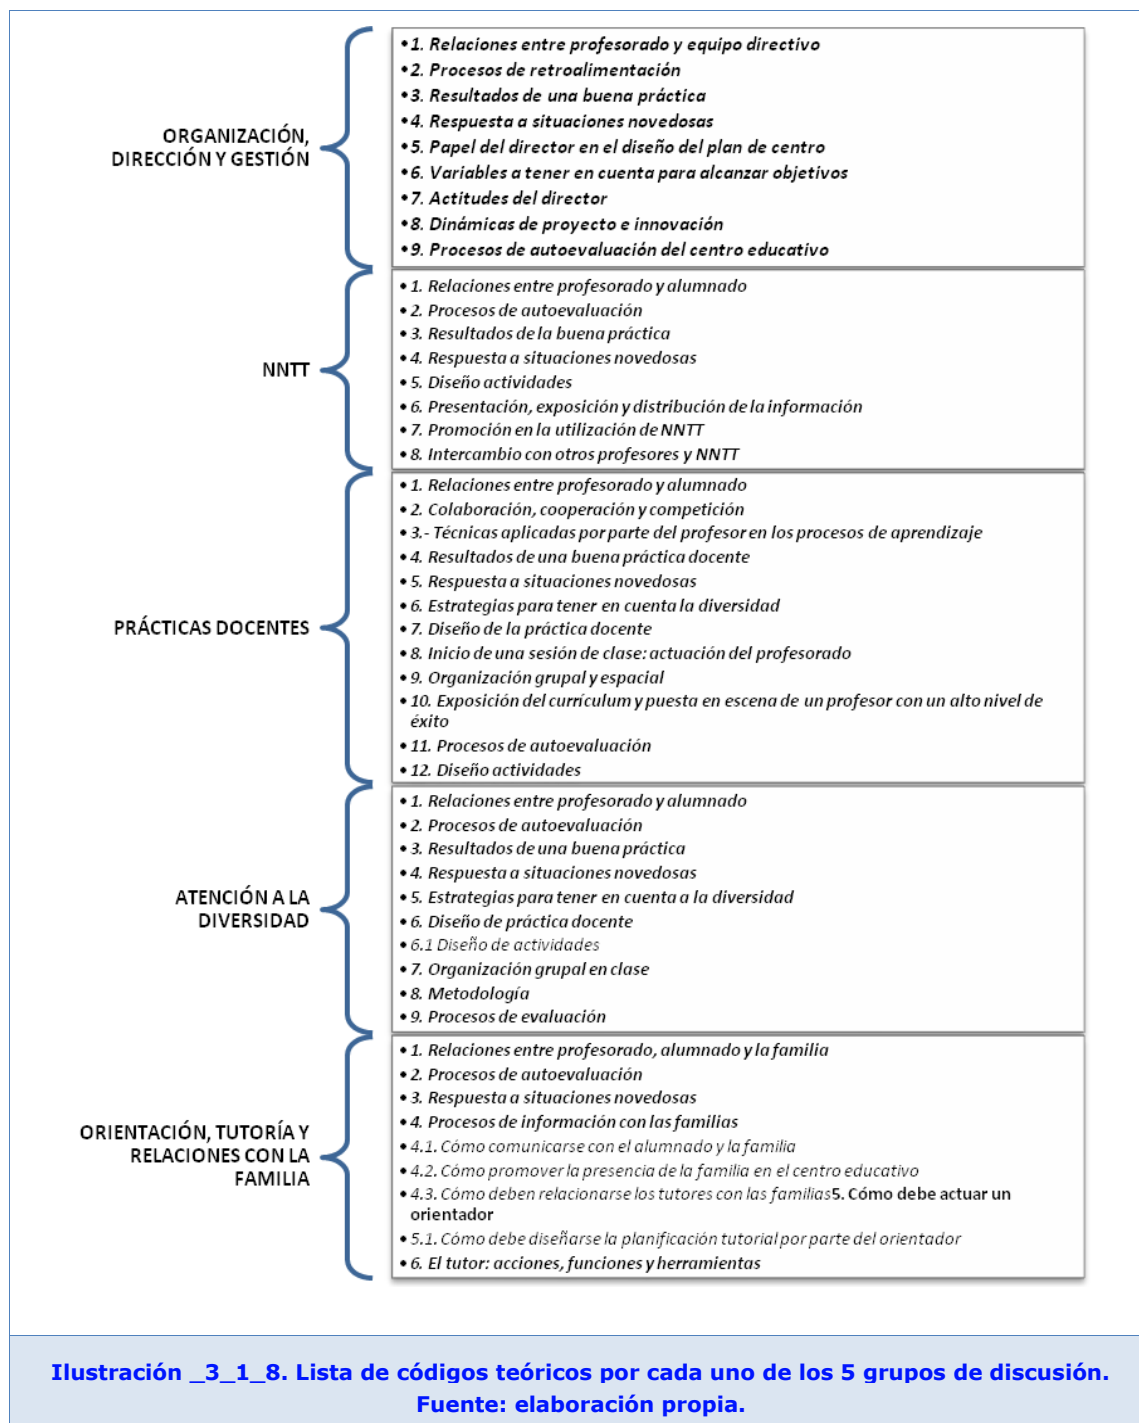 ORGANIZACIÓN,
DIRECCIÓN Y GESTIÓN
• 1. Relaciones entre profesorado y equipo directivo
• 2. Procesos de retroalimentación
• 3. Resultados de una buena práctica
• 4. Respuesta a situaciones novedosas
• 5. Papel del director en el diseño del plan de centro
• 6. Variables a tener en cuenta para alcanzar objetivos
• 7. Actitudes del director
• 8. Dinámicas de proyecto e innovación
• 9. Procesos de autoevaluación del centro educativo
NNTT
• 1. Relaciones entre profesorado y alumnado
• 2. Procesos de autoevaluación
• 3. Resultados de la buena práctica
• 4. Respuesta a situaciones novedosas
• 5. Diseño actividades
• 6. Presentación, exposición y distribución de la información
• 7. Promoción en la utilización de NNTT
• 8. Intercambio con otros profesores y NNTT
PRÁCTICAS DOCENTES
• 1. Relaciones entre profesorado y alumnado
• 2. Colaboración, cooperación y competición
• 3.- Técnicas aplicadas por parte del profesor en los procesos de aprendizaje
• 4. Resultados de una buena práctica docente
• 5. Respuesta a situaciones novedosas
• 6. Estrategias para tener en cuenta la diversidad
• 7. Diseño de la práctica docente
• 8. Inicio de una sesión de clase: actuación del profesorado
• 9. Organización grupal y espacial
• 10. Exposición del currículum y puesta en escena de un profesor con un alto nivel de
éxito
• 11. Procesos de autoevaluación
• 12. Diseño actividades
ATENCIÓN A LA
DIVERSIDAD
• 1. Relaciones entre profesorado y alumnado
• 2. Procesos de autoevaluación
• 3. Resultados de una buena práctica
• 4. Respuesta a situaciones novedosas
• 5. Estrategias para tener en cuenta a la diversidad
• 6. Diseño de práctica docente
• 6.1 Diseño de actividades
• 7. Organización grupal en clase
• 8. Metodología
• 9. Procesos de evaluación
ORIENTACIÓN, TUTORÍA Y
RELACIONES CON LA
FAMILIA
• 1. Relaciones entre profesorado, alumnado y la familia
• 2. Procesos de autoevaluación
• 3. Respuesta a situaciones novedosas
• 4. Procesos de información con las familias
• 4.1. Cómo comunicarse con el alumnado y la familia
• 4.2. Cómo promover la presencia de la familia en el centro educativo
• 4.3. Cómo deben relacionarse los tutores con las familias5. Cómo debe actuar un
orientador
• 5.1. Cómo debe diseñarse la planificación tutorial por parte del orientador
• 6. El tutor: acciones, funciones y herramientas
Ilustración _3_1_8. Lista de códigos teóricos por cada uno de los 5 grupos de discusión.
Fuente: elaboración propia.